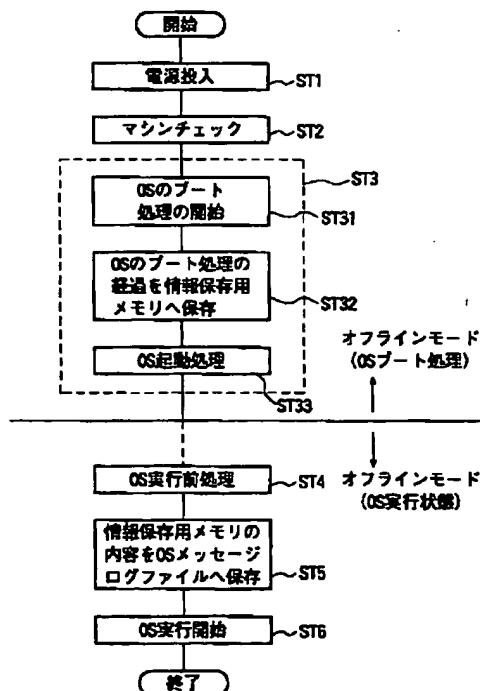 開始
電源投入
ST1
マシンチェック
ST2
ST3
OSのブート
処理の開始
ST31
OSのブート処理の
経過を情報保存用
メモリへ保存
ST32
OS起動処理
ST33
オフラインモード
(OSブート処理)
オフラインモード
(OS実行状態)
OS実行前処理
ST4
情報保存用メモリの
内容をOSメッセージ
ログファイルへ保存
ST5
OS実行開始
ST6
終了